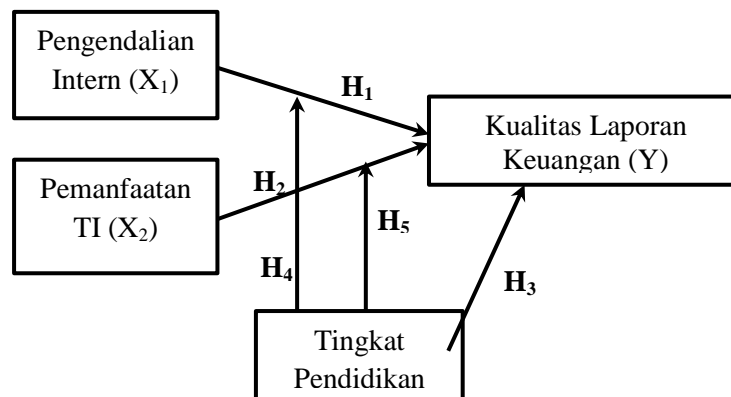 Pengendalian
Intern (X₁)
H₁
Kualitas Laporan
Keuangan (Y)
Pemanfaatan
TI (X₂)
H₂
H₅
H₄
H₃
Tingkat
Pendidikan